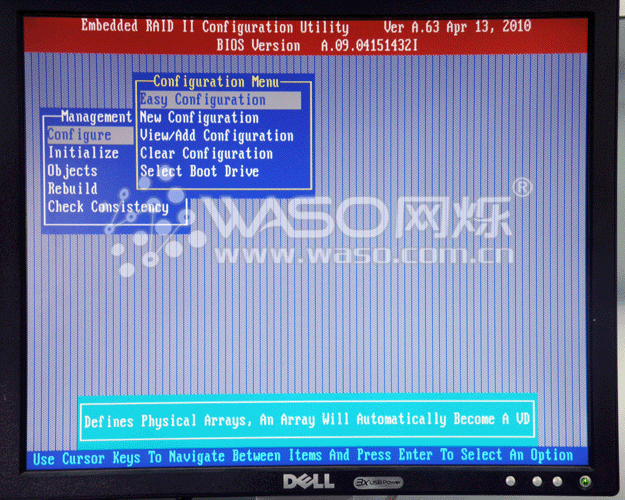 Embedded RAID II Configuration Utility Ver A.63 Apr 13, 2010
BIOS Version A.09.04151432I
Configuration Menu
Easy Configuration
New Configuration
View/Add Configuration
Clear Configuration
Select Boot Drive
Management
Configure
Initialize
Objects
Rebuild
Check Consistency
WASO网烁®
www.waso.com.cn
Defines Physical Arrays, An Array Will Automatically Become A VD
Use Cursor Keys To Navigate Between Items And Press Enter To Select An Option
DELL
3x USB Power